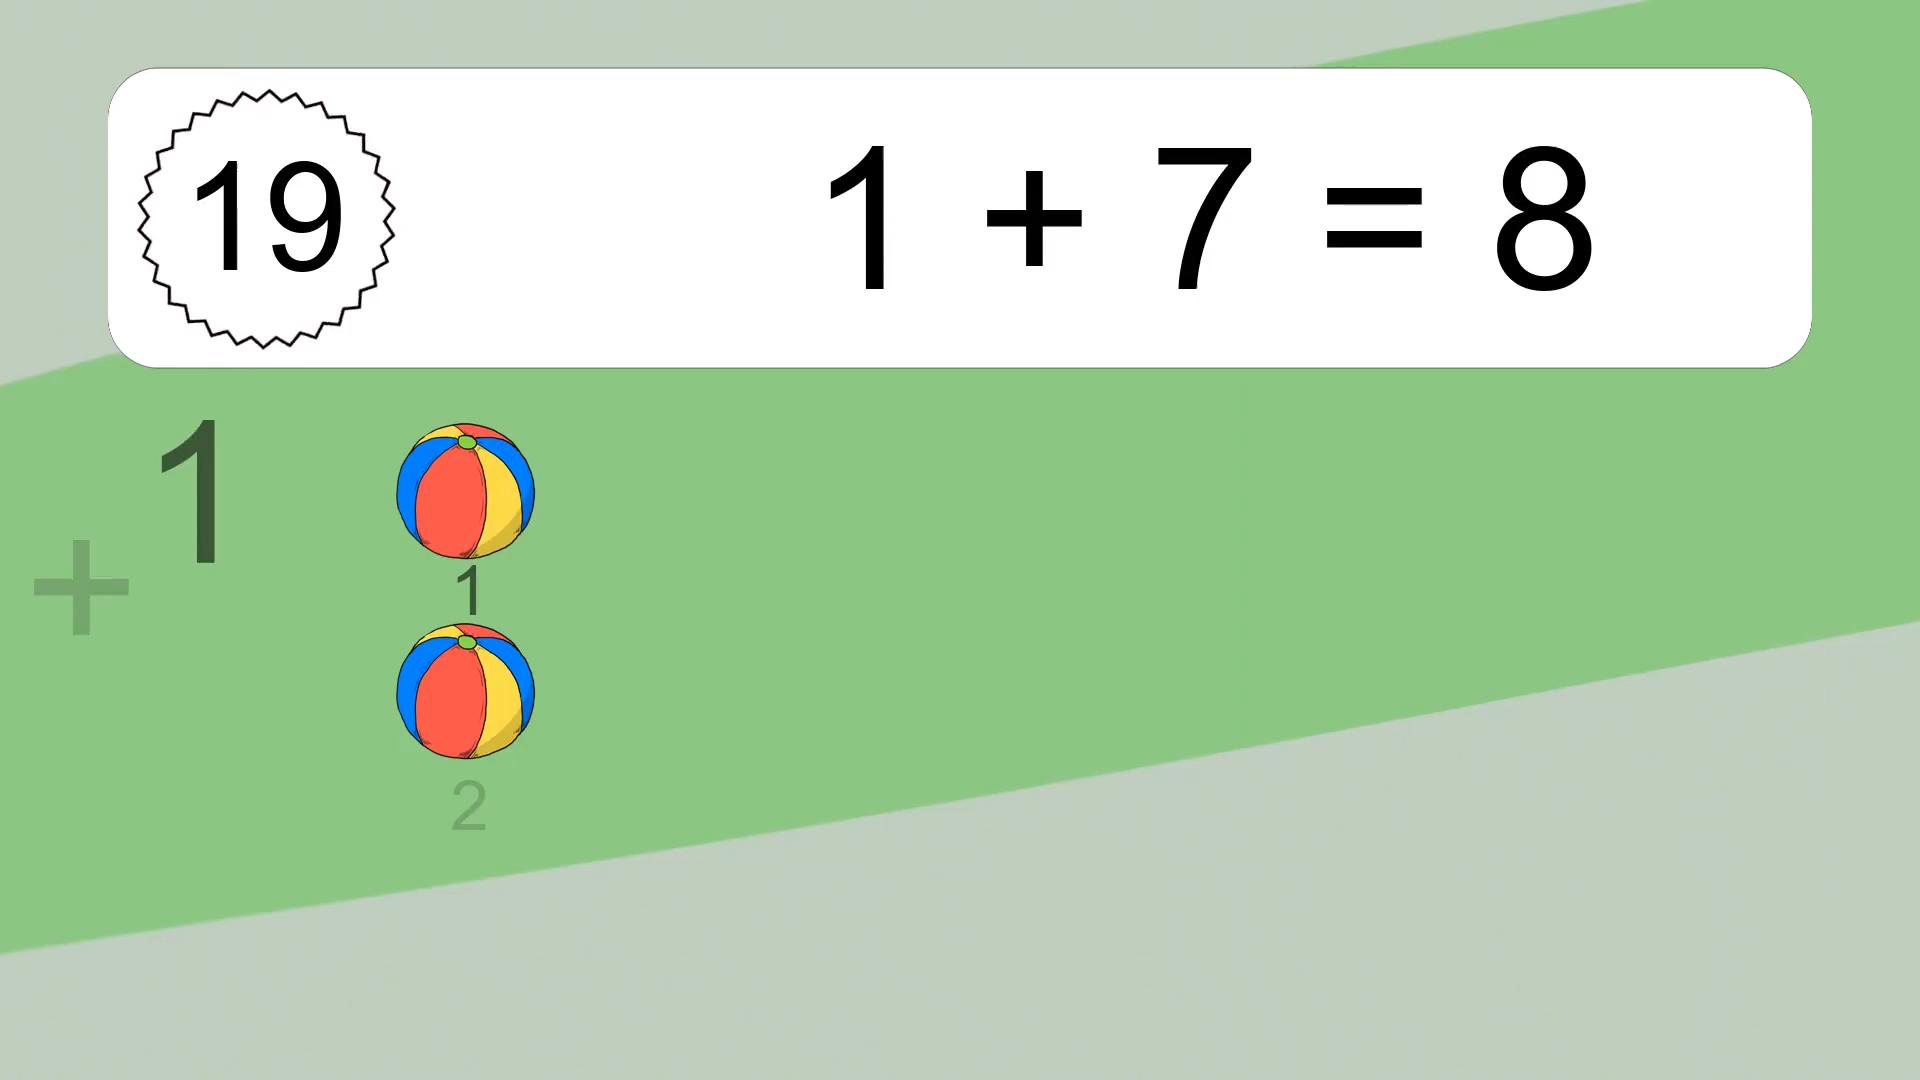 19 1 + 7 = 8
1
+
1
2